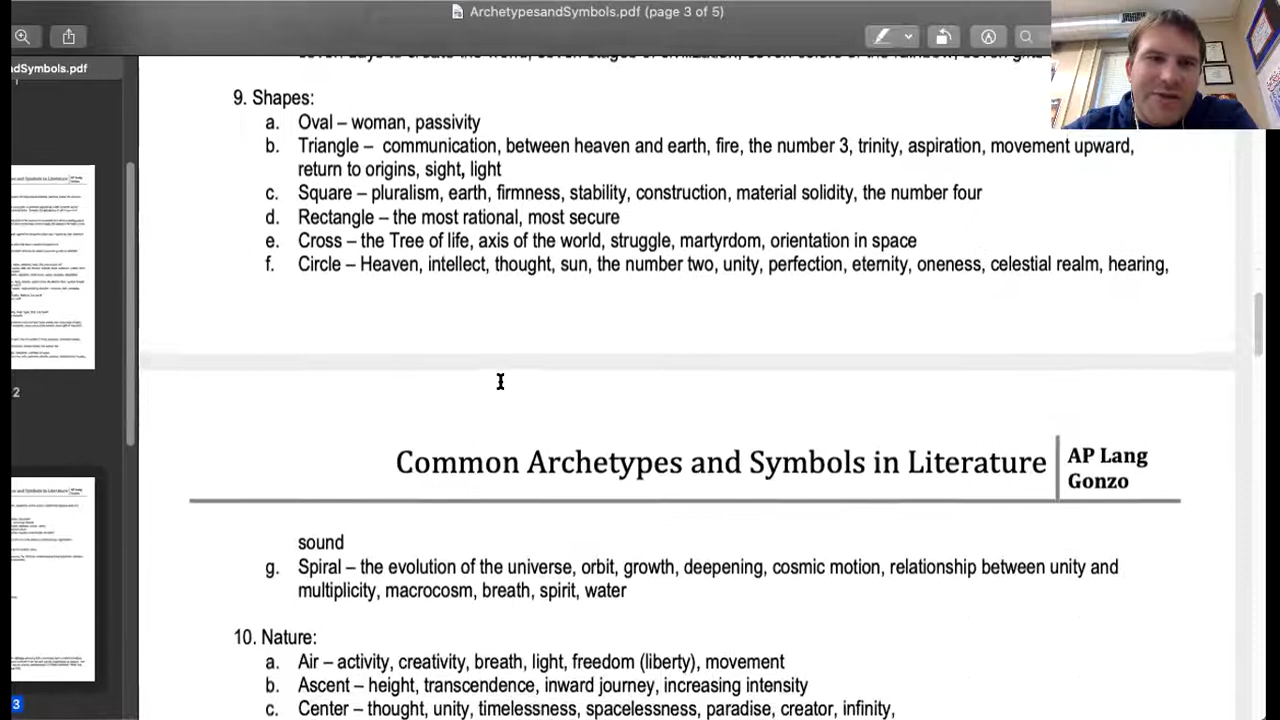 ArchetypesandSymbols.pdf (page 3 of 5)
dSymbols.pdf
9. Shapes:
a. Oval – woman, passivity
b. Triangle – communication, between heaven and earth, fire, the number 3, trinity, aspiration, movement upward,
return to origins, sight, light
c. Square – pluralism, earth, firmness, stability, construction, material solidity, the number four
d. Rectangle – the most rational, most secure
e. Cross – the Tree of life, axis of the world, struggle, martyrdom, orientation in space
f. Circle – Heaven, intellect, thought, sun, the number two, unity, perfection, eternity, oneness, celestial realm, hearing,
2
Common Archetypes and Symbols in Literature
AP Lang
Gonzo
sound
g. Spiral – the evolution of the universe, orbit, growth, deepening, cosmic motion, relationship between unity and
multiplicity, macrocosm, breath, spirit, water
10. Nature:
a. Air – activity, creativity, breath, light, freedom (liberty), movement
b. Ascent – height, transcendence, inward journey, increasing intensity
3
c. Center – thought, unity, timelessness, spacelessness, paradise, creator, infinity,